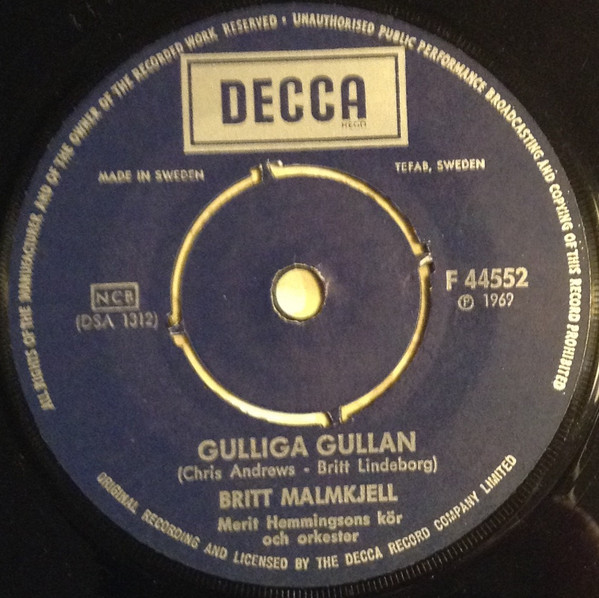 ALL RIGHTS OF THE MANUFACTURER AND OF THE OWNER OF THE RECORDED WORK RESERVED • UNAUTHORISED PUBLIC PERFORMANCE BROADCASTING AND COPYING OF THIS RECORD PROHIBITED
DECCA
REGD
MADE IN SWEDEN
TEFAB, SWEDEN
NCB
(DSA 1312)
F 44552
Ⓟ 1969
GULLIGA GULLAN
(Chris Andrews - Britt Lindeborg)
BRITT MALMKJELL
Merit Hemmingsons kör
och orkester
ORIGINAL RECORDING AND LICENSED BY THE DECCA RECORD COMPANY LIMITED